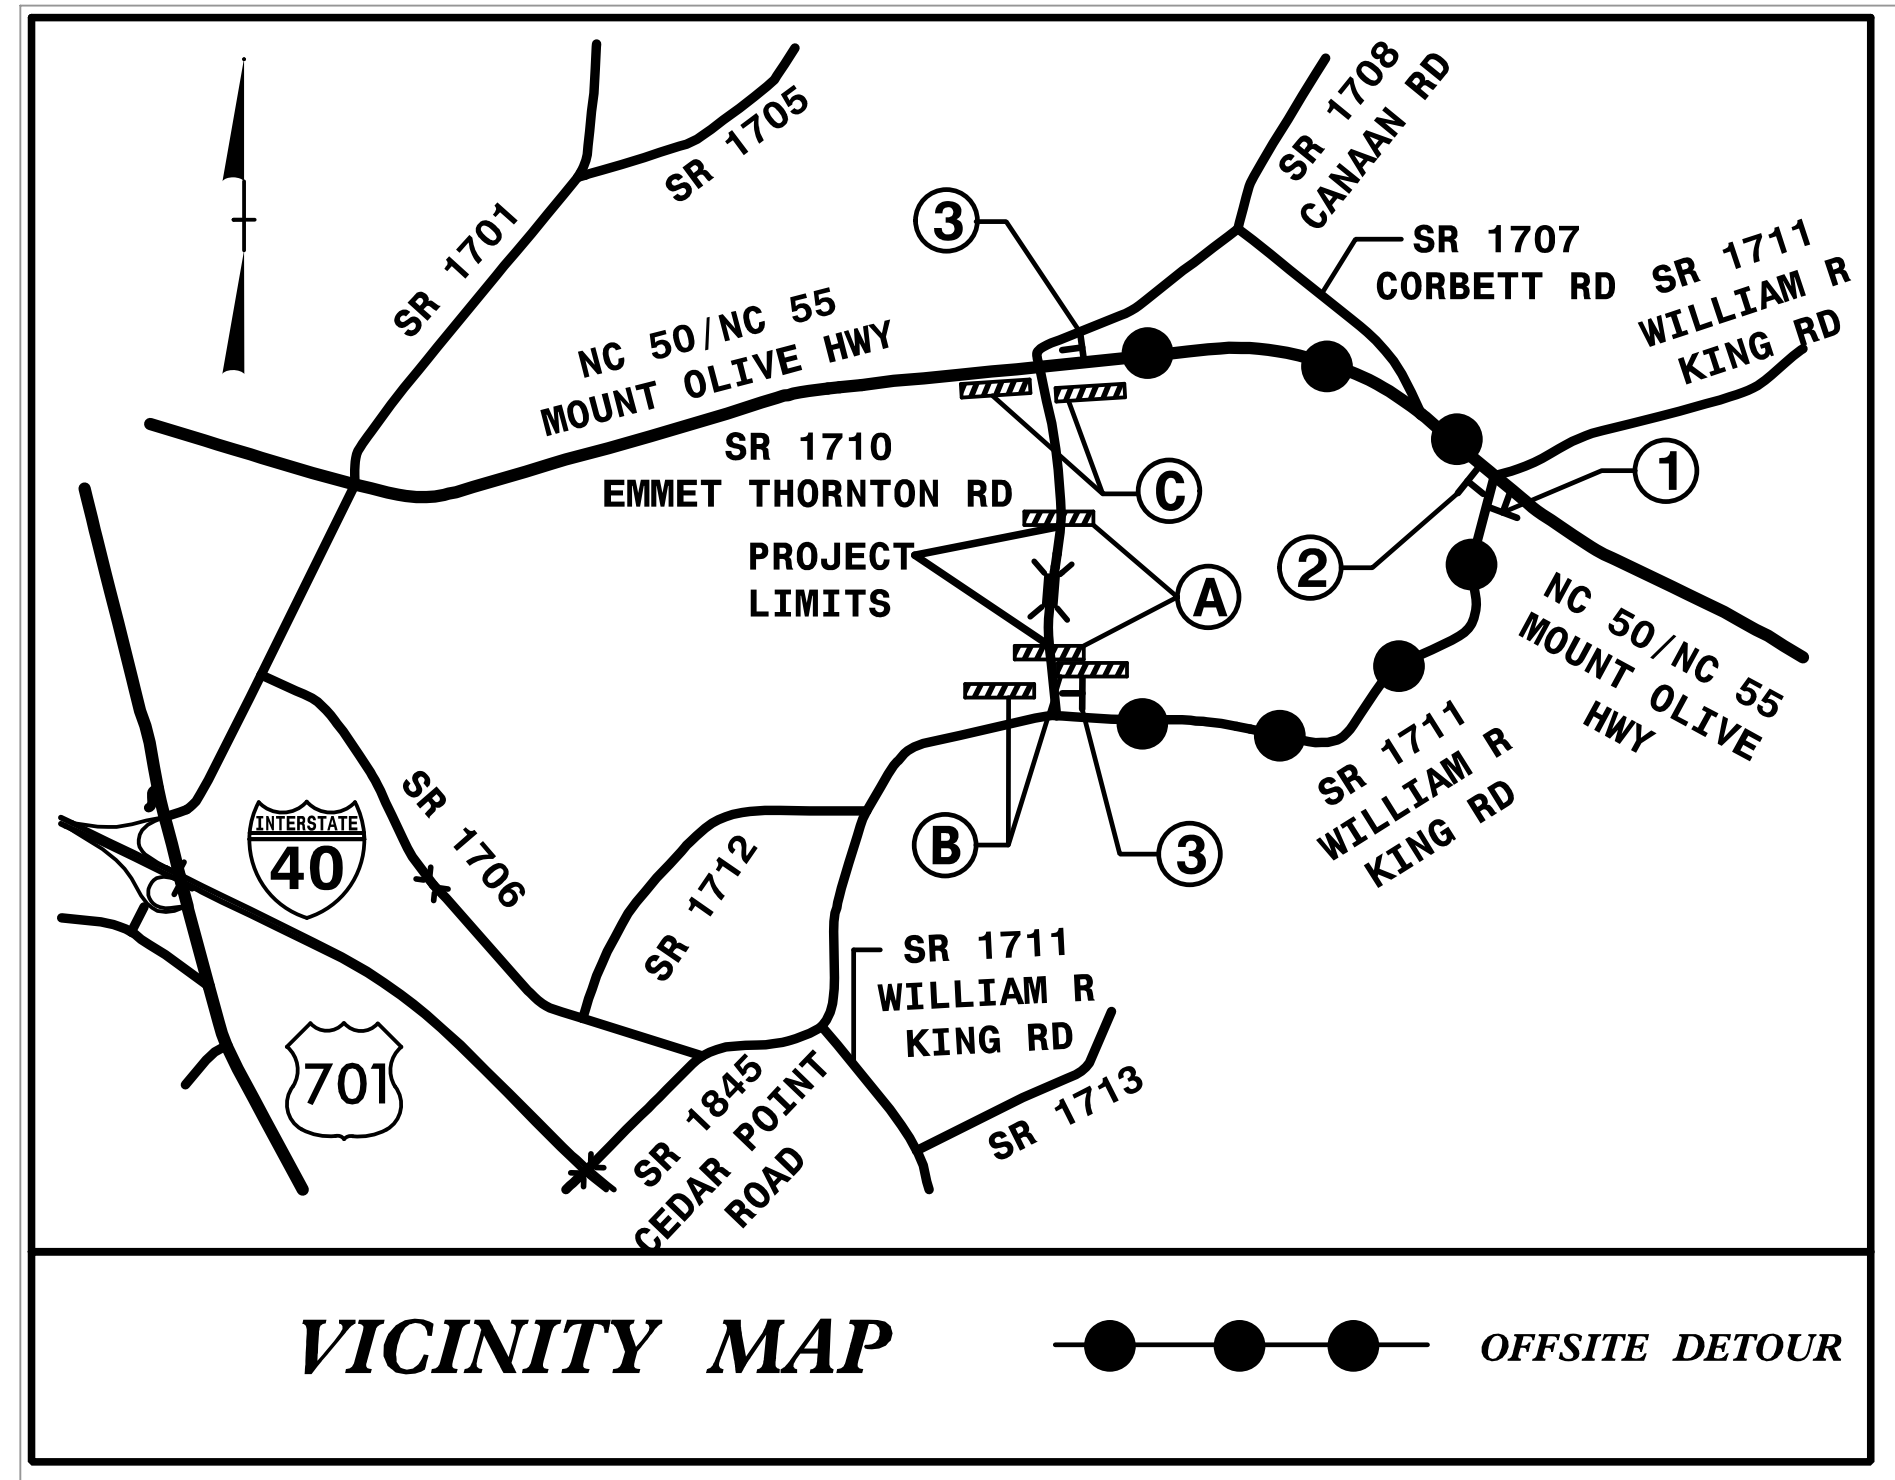 SR 1708
CANAAN RD
SR 1705
SR 1701
3
SR 1707
CORBETT RD
SR 1711
WILLIAM R
KING RD
NC 50/NC 55
MOUNT OLIVE HWY
SR 1710
EMMET THORNTON RD
C
1
2
PROJECT
LIMITS
A
NC 50/NC 55
MOUNT OLIVE
HWY
SR 1711
WILLIAM R
KING RD
B
3
INTERSTATE
40
SR 1706
SR 1712
SR 1711
WILLIAM R
KING RD
701
SR 1713
SR 1845
CEDAR POINT
ROAD
VICINITY MAP
OFFSITE DETOUR